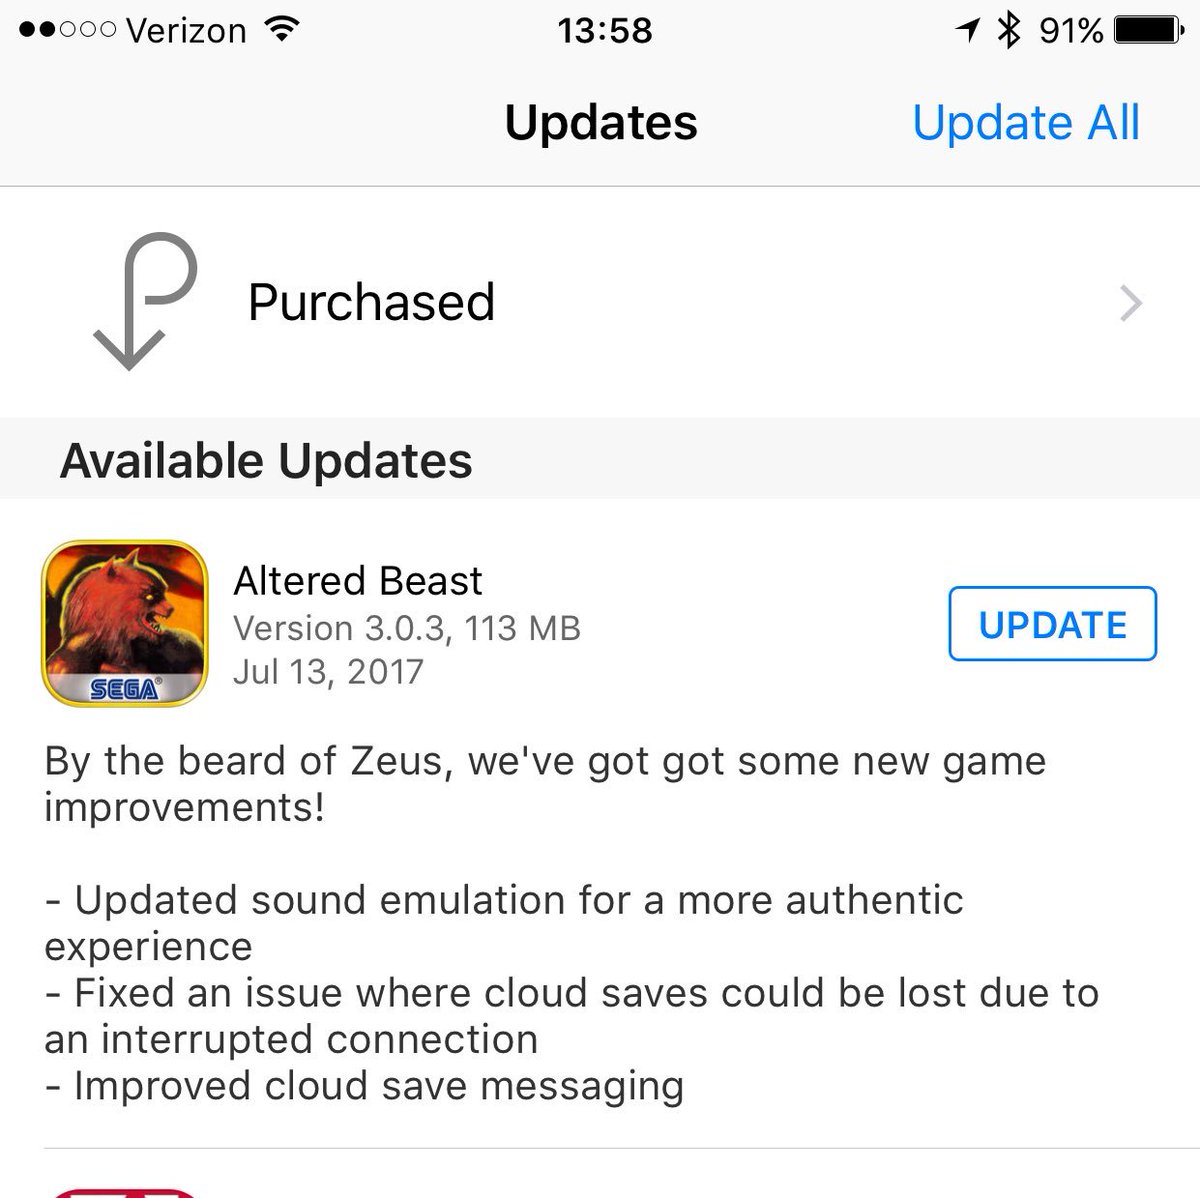 Verizon 13:58 91%
Updates Update All
Purchased
Available Updates
Altered Beast
Version 3.0.3, 113 MB
UPDATE
Jul 13, 2017
SEGA®
By the beard of Zeus, we've got got some new game
improvements!
- Updated sound emulation for a more authentic
experience
- Fixed an issue where cloud saves could be lost due to
an interrupted connection
- Improved cloud save messaging